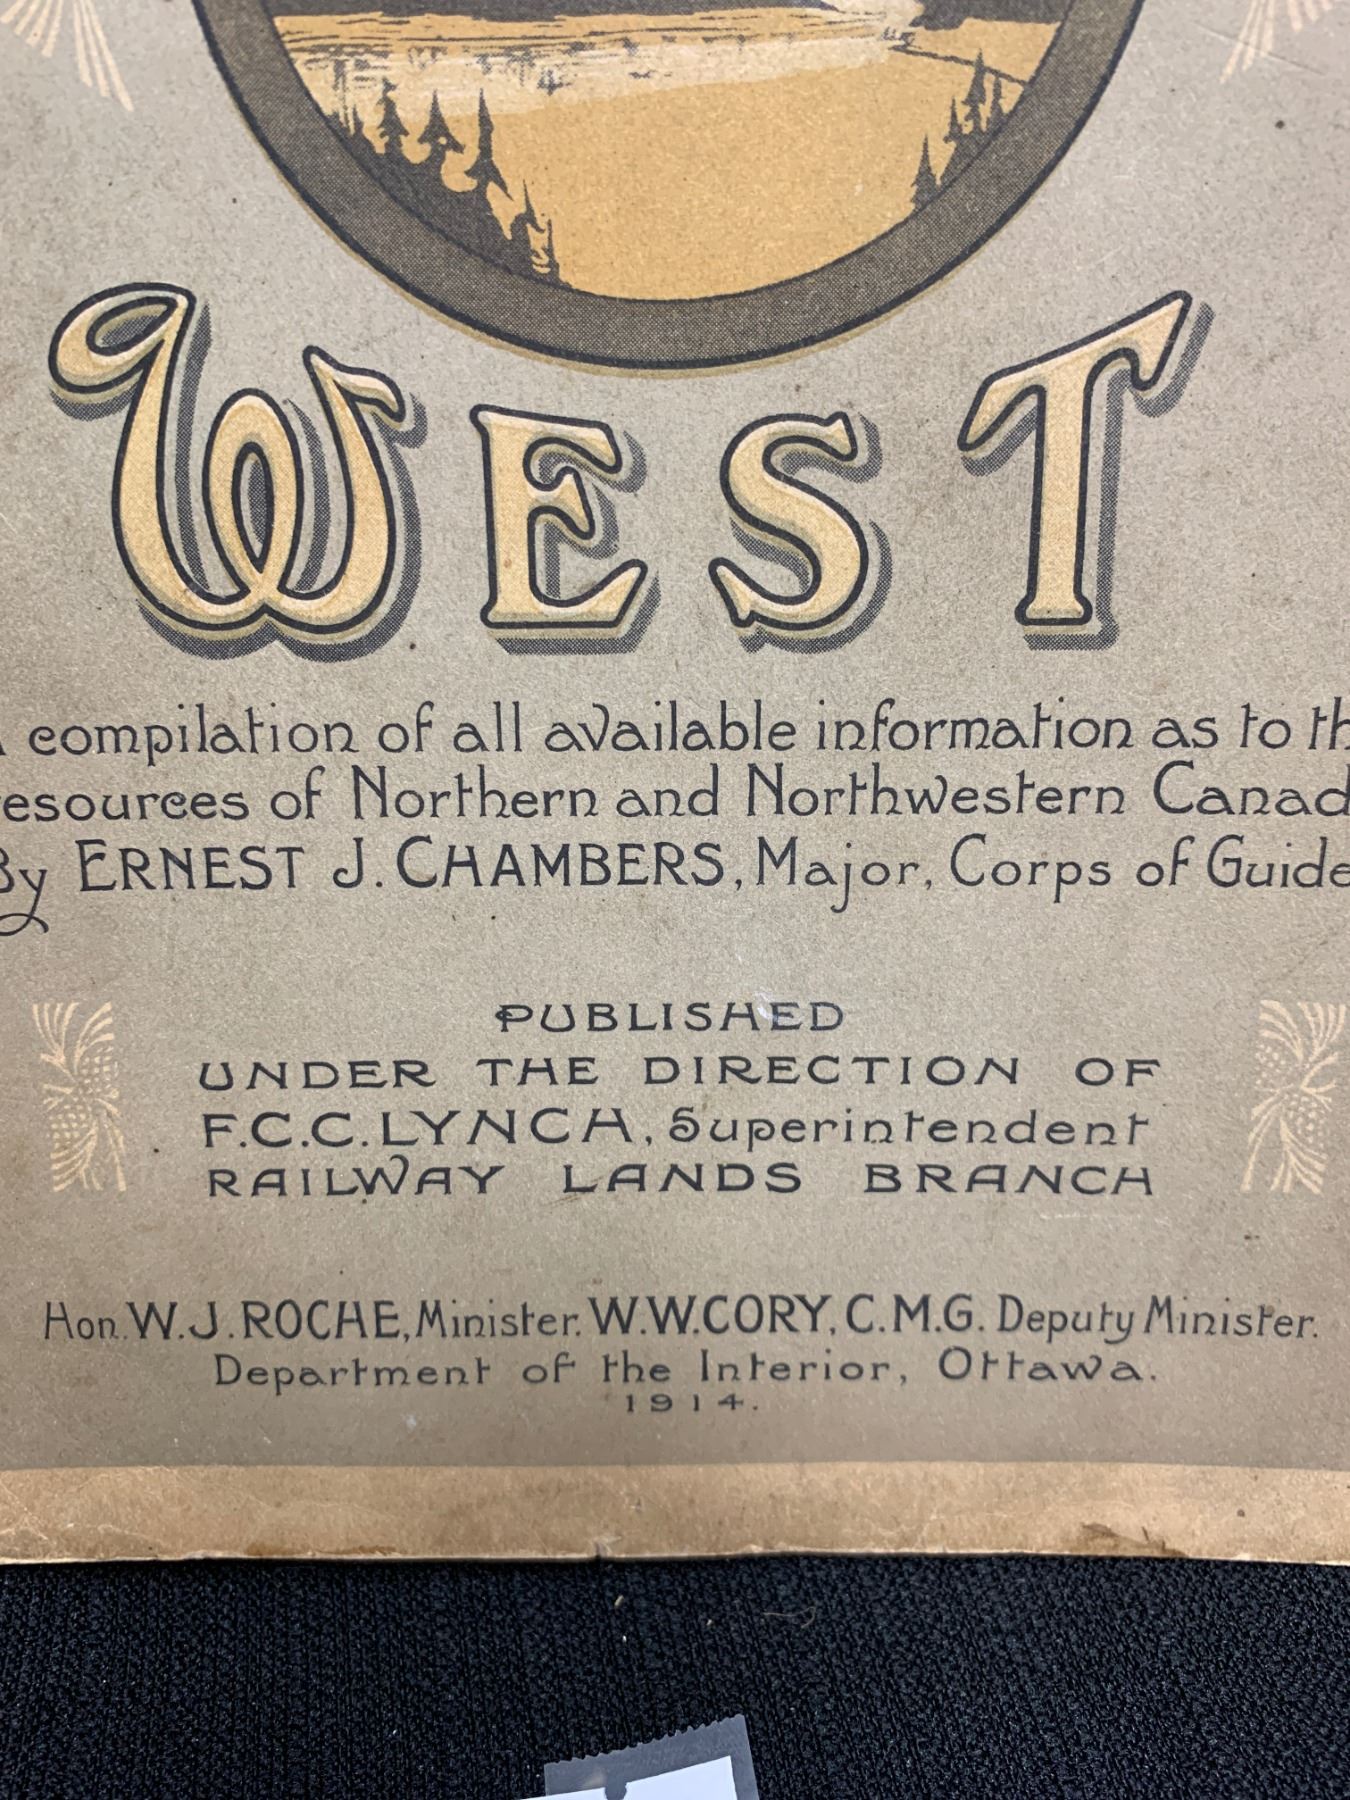 WEST
compilation of all available information as to th
esources of Northern and Northwestern Canad
By ERNEST J. CHAMBERS, Major, Corps of Guide
PUBLISHED
UNDER THE DIRECTION OF
F.C.C. LYNCH, Superintendent
RAILWAY LANDS BRANCH
Hon. W. J. ROCHE, Minister. W.W. CORY, C.M.G. Deputy Minister.
Department of the Interior, Ottawa.
1914.